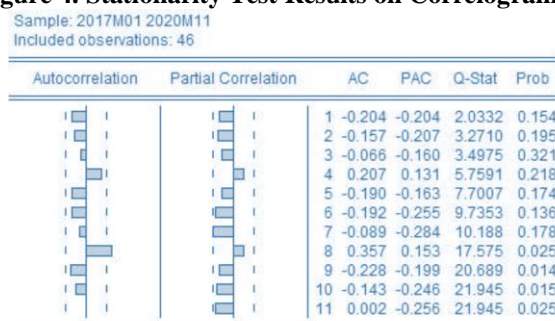 gure 4. Stationarity Test Results on Correlogram
Sample: 2017M01 2020M11
Included observations: 46
Autocorrelation Partial Correlation AC PAC Q-Stat Prob
1 -0.204 -0.204 2.0332 0.154
2 -0.157 -0.207 3.2710 0.195
3 -0.066 -0.160 3.4975 0.321
4 0.207 0.131 5.7591 0.218
5 -0.190 -0.163 7.7007 0.174
6 -0.192 -0.255 9.7353 0.136
7 -0.089 -0.284 10.188 0.178
8 0.357 0.153 17.575 0.025
9 -0.228 -0.199 20.689 0.014
10 -0.143 -0.246 21.945 0.015
11 0.002 -0.256 21.945 0.025